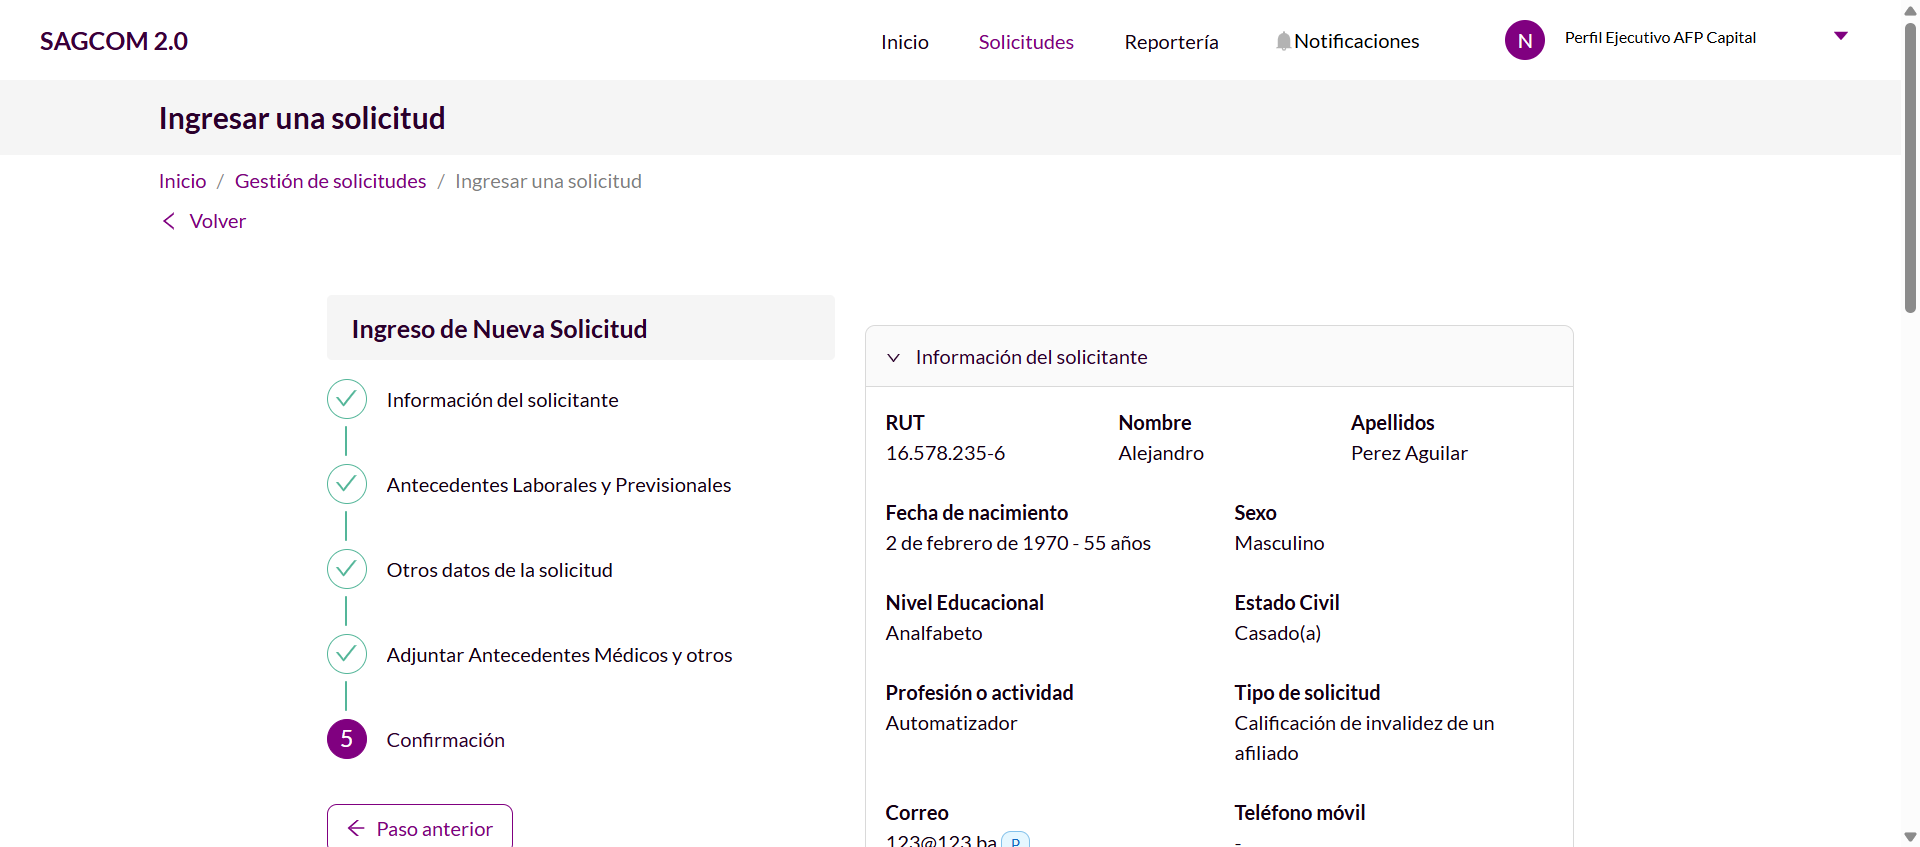 SAGCOM 2.0
Inicio
Solicitudes
Reportería
Notificaciones
N
Perfil Ejecutivo AFP Capital
Ingresar una solicitud
Inicio / Gestión de solicitudes / Ingresar una solicitud
Volver
Ingreso de Nueva Solicitud
Información del solicitante
Antecedentes Laborales y Previsionales
Otros datos de la solicitud
Adjuntar Antecedentes Médicos y otros
5 Confirmación
Paso anterior
Información del solicitante
RUT Nombre Apellidos
16.578.235-6 Alejandro Perez Aguilar
Fecha de nacimiento Sexo
2 de febrero de 1970 - 55 años Masculino
Nivel Educacional Estado Civil
Analfabeto Casado(a)
Profesión o actividad Tipo de solicitud
Automatizador Calificación de invalidez de un
afiliado
Correo Teléfono móvil
123@123.ba P -